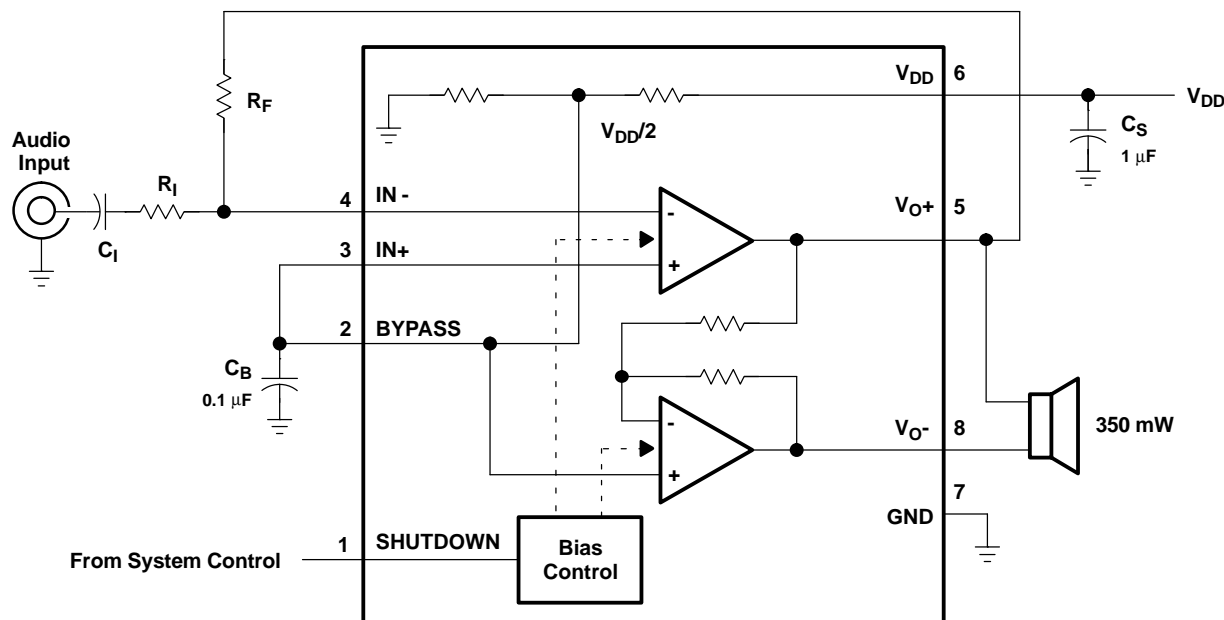 V_DD 6
R_F
V_DD/2
C_S
1 μF
V_DD
Audio
Input
R_I
C_I
4 IN -
-
+
V_O+ 5
3 IN+
2 BYPASS
C_B
0.1 μF
-
+
V_O- 8
350 mW
7
GND
From System Control
1 SHUTDOWN
Bias
Control